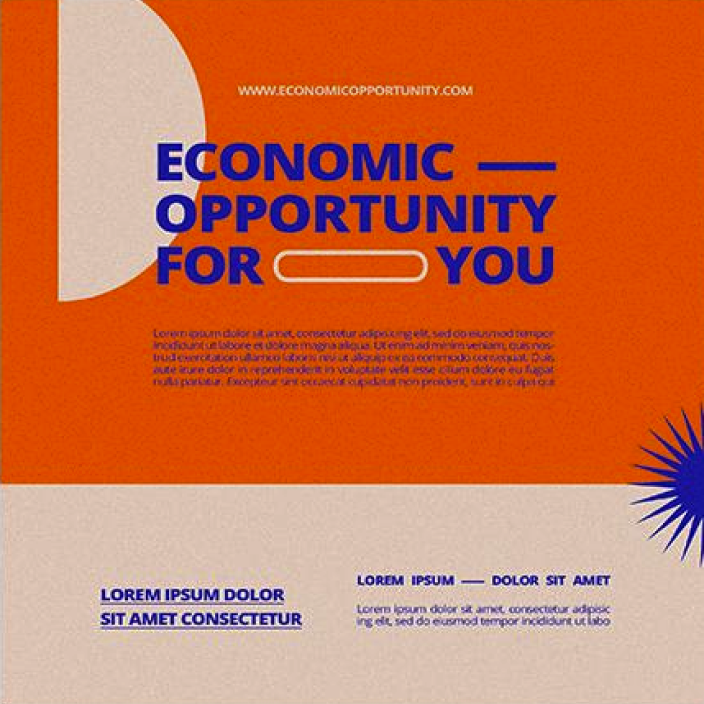 WWW.ECONOMICOPPORTUNITY.COM
ECONOMIC —
OPPORTUNITY
FOR YOU
Lorem ipsum dolor sit amet, consectetur adipisicing elit, sed do eiusmod tempor
incididunt ut labore et dolore magna aliqua. Ut enim ad minim veniam, quis nos-
trud exercitation ullamco laboris nisi ut aliquip ex ea commodo consequat. Duis
aute irure dolor in reprehenderit in voluptate velit esse cillum dolore eu fugiat
nulla pariatur. Excepteur sint occaecat cupidatat non proident, sunt in culpa qui
LOREM IPSUM DOLOR
SIT AMET CONSECTETUR
LOREM IPSUM — DOLOR SIT AMET
Lorem ipsum dolor sit amet, consectetur adipisic
ing elit, sed do eiusmod tempor incididunt ut labo